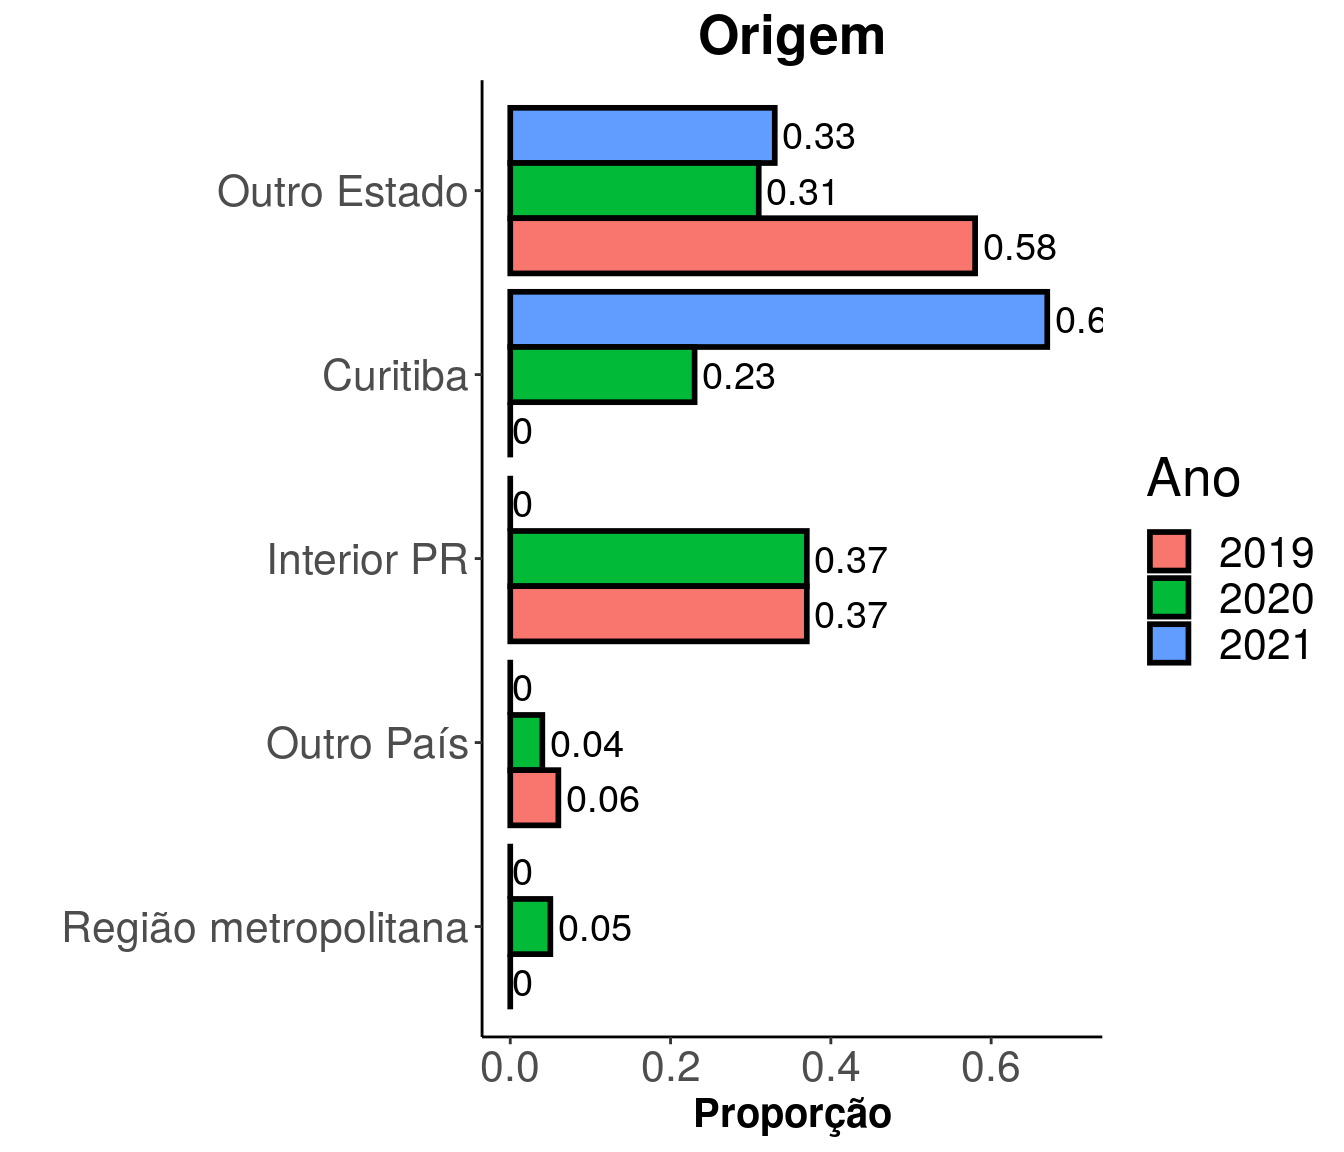 Origem
0.33
Outro Estado
0.31
0.58
0.6
Curitiba
0.23
0
0
Interior PR
0.37
0.37
0
Outro País
0.04
0.06
0
Região metropolitana
0.05
0
Ano
2019
2020
2021
0.0 0.2 0.4 0.6
Proporção